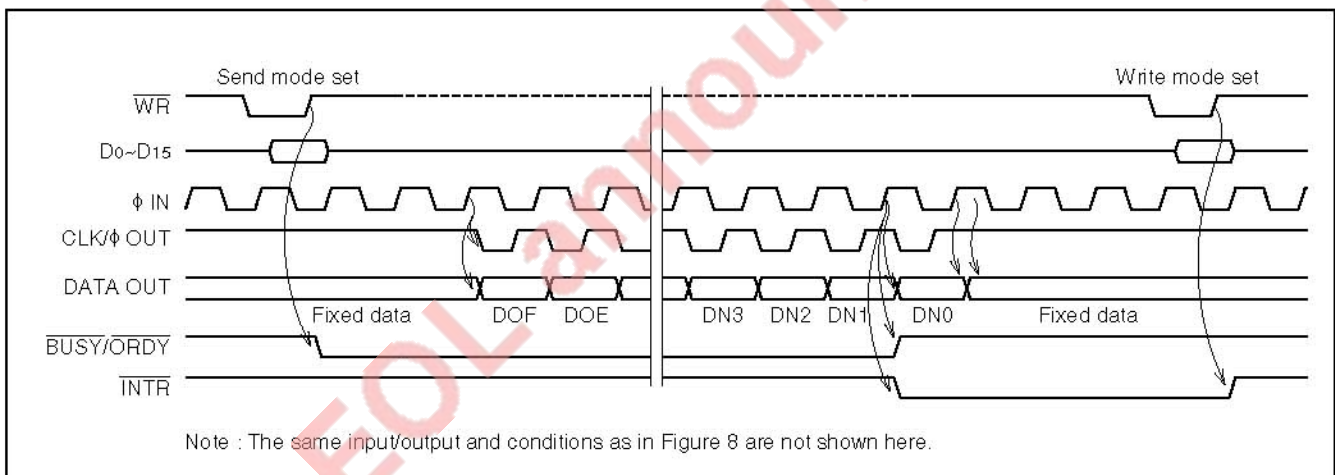 Send mode set
Write mode set
WR
D0~D15
ϕ IN
CLK/ϕ OUT
DATA OUT
Fixed data
DOF
DOE
DN3
DN2
DN1
DN0
Fixed data
BUSY/ORDY
INTR
Note : The same input/output and conditions as in Figure 8 are not shown here.
EOL announ